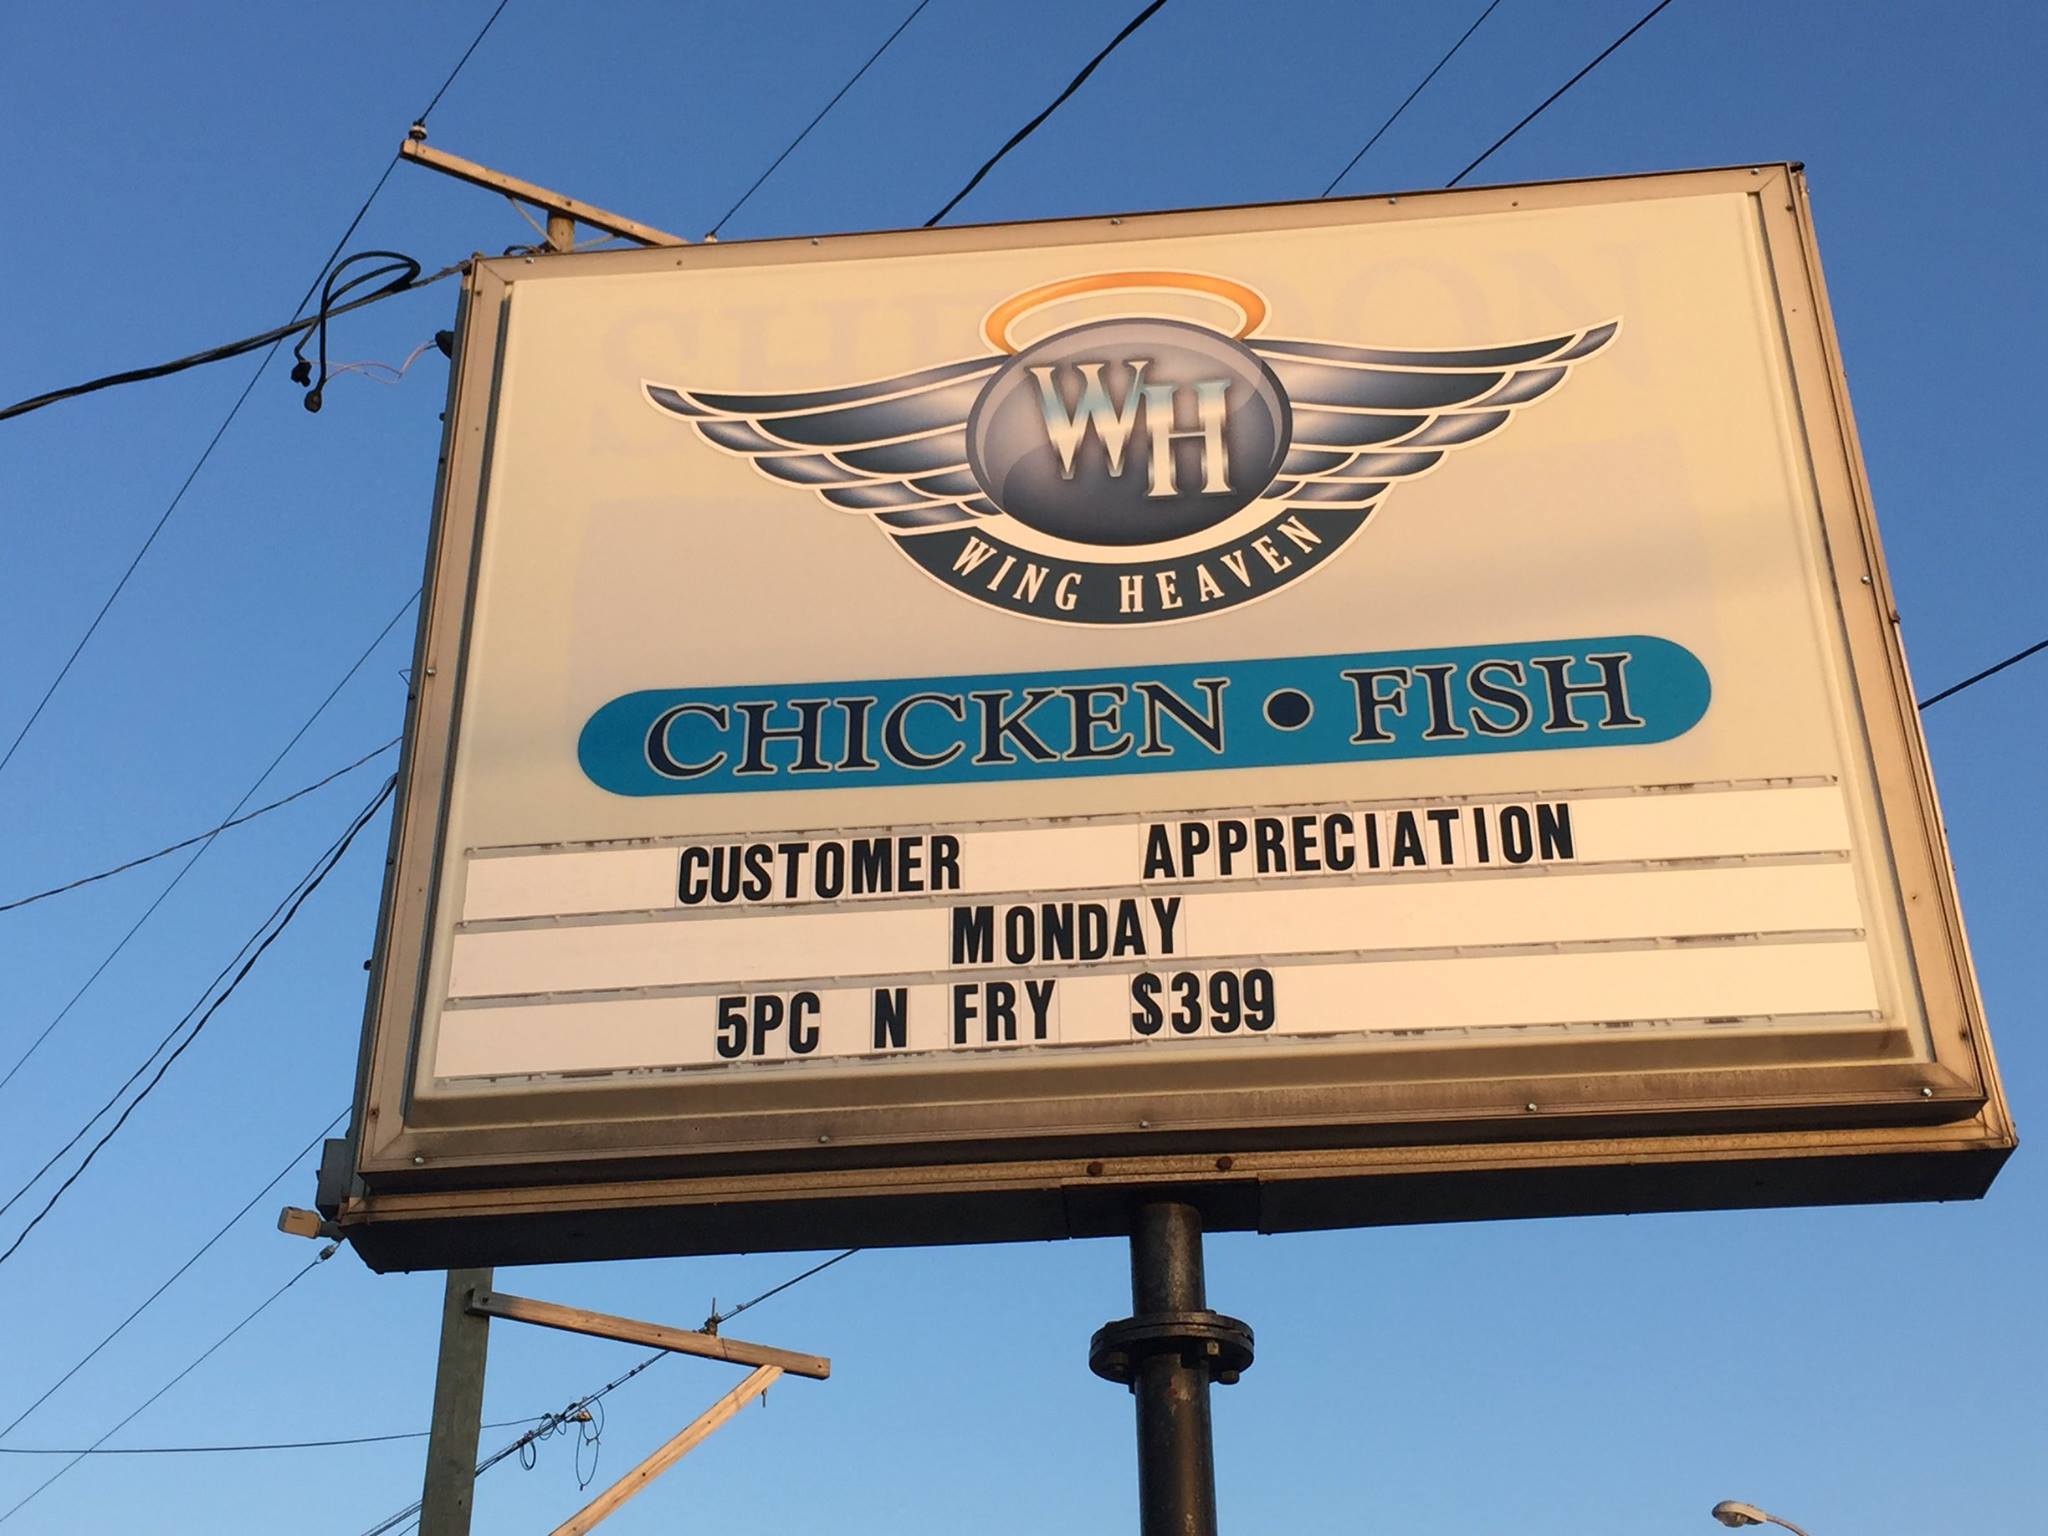 WH
WING HEAVEN
CHICKEN • FISH
CUSTOMER APPRECIATION
MONDAY
5PC N FRY $399